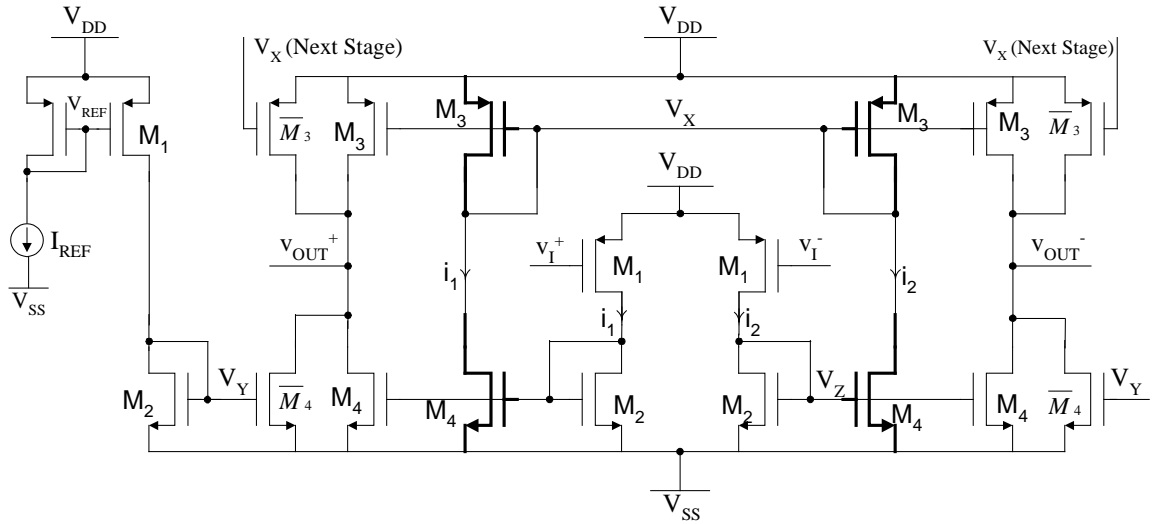 V_DD
V_X (Next Stage)
V_DD
V_X (Next Stage)
V_REF
M_1
M̅_3
M_3
M_3
V_X
M_3
M_3
M̅_3
V_DD
I_REF
V_SS
v_OUT^+
i_1
v_I^+
M_1
M_1
v_I^-
i_2
v_OUT^-
i_1
i_2
M_2
V_Y
M̅_4
M_4
M_4
M_2
M_2
V_Z
M_4
M_4
M̅_4
V_Y
V_SS